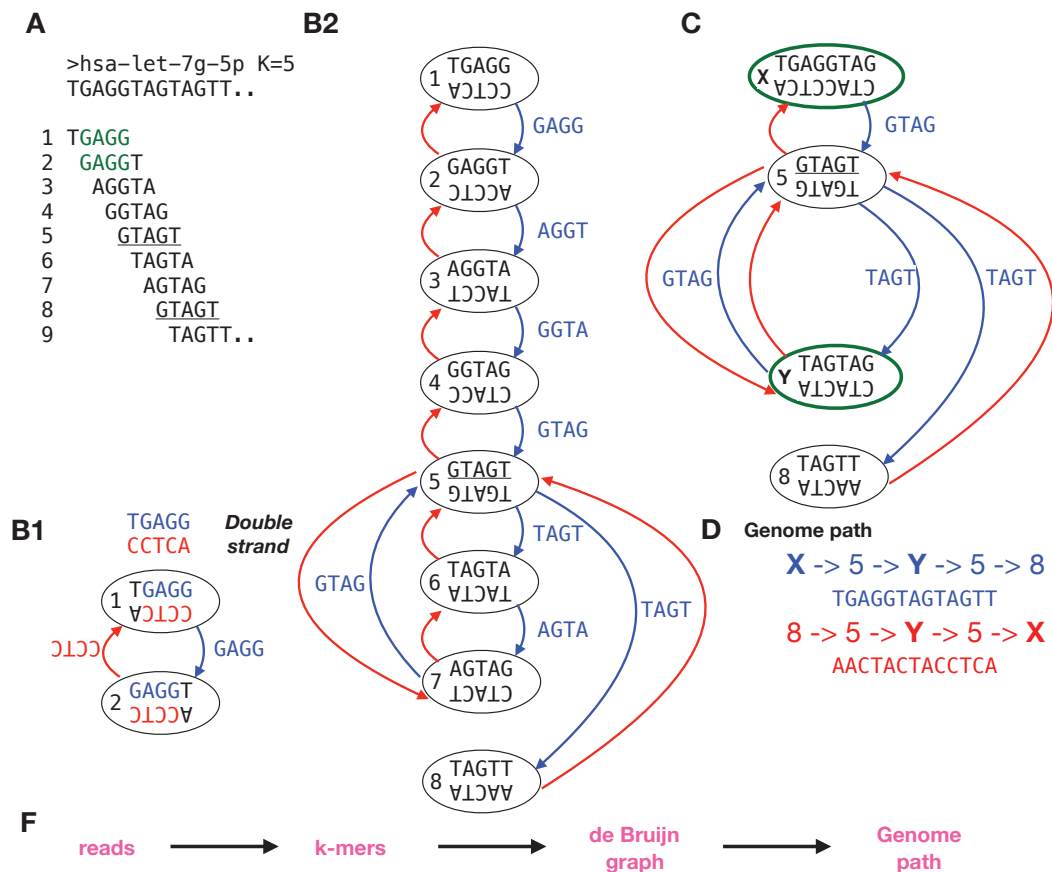 A
>hsa-let-7g-5p K=5
TGAGGTAGTAGTT..
1 TGAGG
2 GAGGT
3 AGGTA
4 GGTAG
5 GTAGT
6 TAGTA
7 AGTAG
8 GTAGT
9 TAGTT..
B1
TGAGG
CCTCA
Double
strand
1 TGAGG
CCTCA
CCTC
GAGG
2 GAGGT
ACCTC
B2
1 TGAGG
CCTCA
GAGG
2 GAGGT
ACCTC
AGGT
3 AGGTA
TACCT
GGTA
4 GGTAG
CTACC
GTAG
5 GTAGT
TGATG
TAGT
GTAG
6 TAGTA
TACTA
TAGT
AGTA
7 AGTAG
CTACT
8 TAGTT
AACTA
C
X TGAGGTAG
CTACCTCA
GTAG
5 GTAGT
TGATG
GTAG
TAGT
TAGT
Y TAGTAG
CTACTA
8 TAGTT
AACTA
D Genome path
X -> 5 -> Y -> 5 -> 8
TGAGGTAGTAGTT
8 -> 5 -> Y -> 5 -> X
AACTACTACCTCA
F
reads
k-mers
de Bruijn
graph
Genome
path